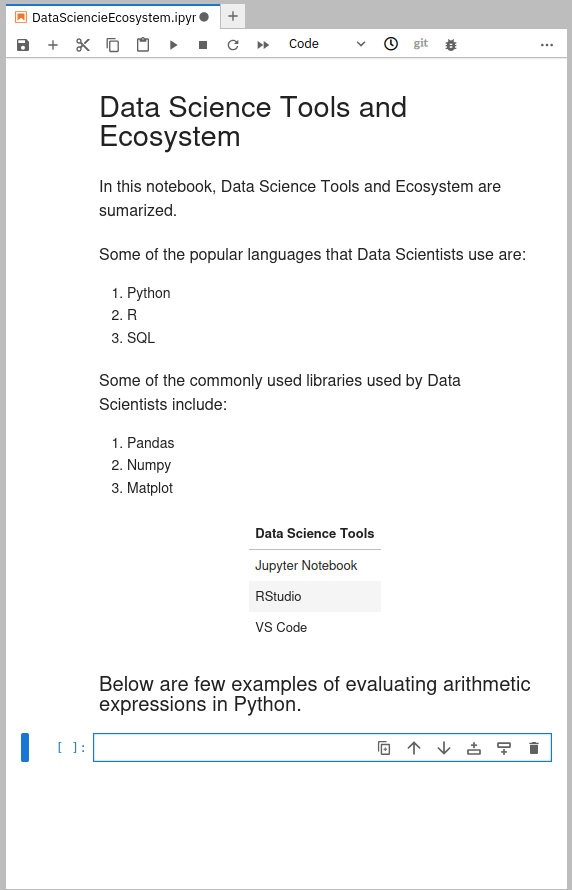 DataSciencieEcosystem.ipyr
Code
git
Data Science Tools and
Ecosystem
In this notebook, Data Science Tools and Ecosystem are
sumarized.
Some of the popular languages that Data Scientists use are:
1. Python
2. R
3. SQL
Some of the commonly used libraries used by Data
Scientists include:
1. Pandas
2. Numpy
3. Matplot
Data Science Tools
Jupyter Notebook
RStudio
VS Code
Below are few examples of evaluating arithmetic
expressions in Python.
[ ]: